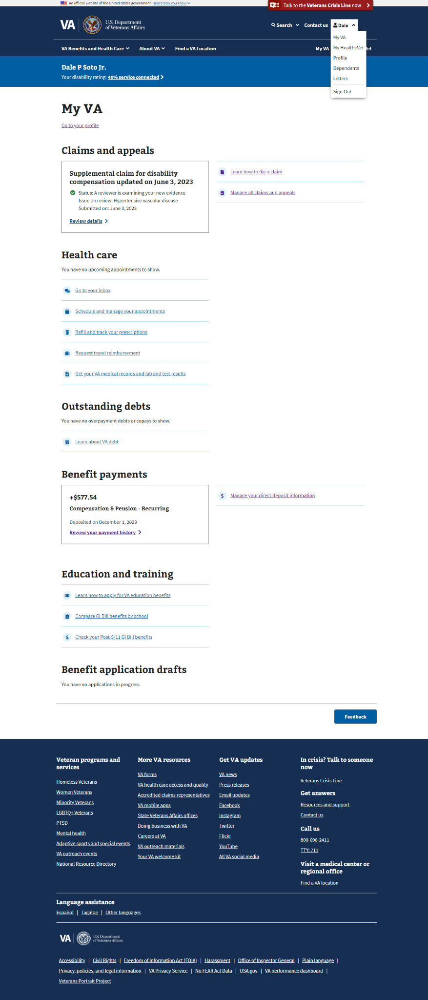 An official website of the United States government Here's how you know
Talk to the Veterans Crisis Line now
VA U.S. Department
of Veterans Affairs
Search
Contact us
Dale
My VA
My HealtheVet
Profile
Dependents
Letters
Sign Out
VA Benefits and Health Care
About VA
Find a VA Location
My VA
Vet
Dale P Soto Jr.
Your disability rating: 40% service connected
My VA
Go to your profile
Claims and appeals
Supplemental claim for disability
compensation updated on June 3, 2023
Status: A reviewer is examining your new evidence
Issue on review: Hypertensive vascular disease
Submitted on: June 3, 2023
Review details
Learn how to file a claim
Manage all claims and appeals
Health care
You have no upcoming appointments to show.
Go to your inbox
Schedule and manage your appointments
Refill and track your prescriptions
Request travel reimbursement
Get your VA medical records and lab and test results
Outstanding debts
You have no overpayment debts or copays to show.
Learn about VA debt
Benefit payments
+$577.54
Compensation & Pension - Recurring
Deposited on December 1, 2023
Review your payment history
Manage your direct deposit information
Education and training
Learn how to apply for VA education benefits
Compare GI Bill benefits by school
Check your Post-9/11 GI Bill benefits
Benefit application drafts
You have no applications in progress.
Feedback
Veteran programs and
services
Homeless Veterans
Women Veterans
Minority Veterans
LGBTQ+ Veterans
PTSD
Mental health
Adaptive sports and special events
VA outreach events
National Resource Directory
More VA resources
VA forms
VA health care access and quality
Accredited claims representatives
VA mobile apps
State Veterans Affairs offices
Doing business with VA
Careers at VA
VA outreach materials
Your VA welcome kit
Get VA updates
VA news
Press releases
Email updates
Facebook
Instagram
Twitter
Flickr
YouTube
All VA social media
In crisis? Talk to someone
now
Veterans Crisis Line
Get answers
Resources and support
Contact us
Call us
800-698-2411
TTY: 711
Visit a medical center or
regional office
Find a VA location
Language assistance
Español | Tagalog | Other languages
VA U.S. Department
of Veterans Affairs
Accessibility | Civil Rights | Freedom of Information Act (FOIA) | Harassment | Office of Inspector General | Plain language |
Privacy, policies, and legal information | VA Privacy Service | No FEAR Act Data | USA.gov | VA performance dashboard |
Veterans Portrait Project